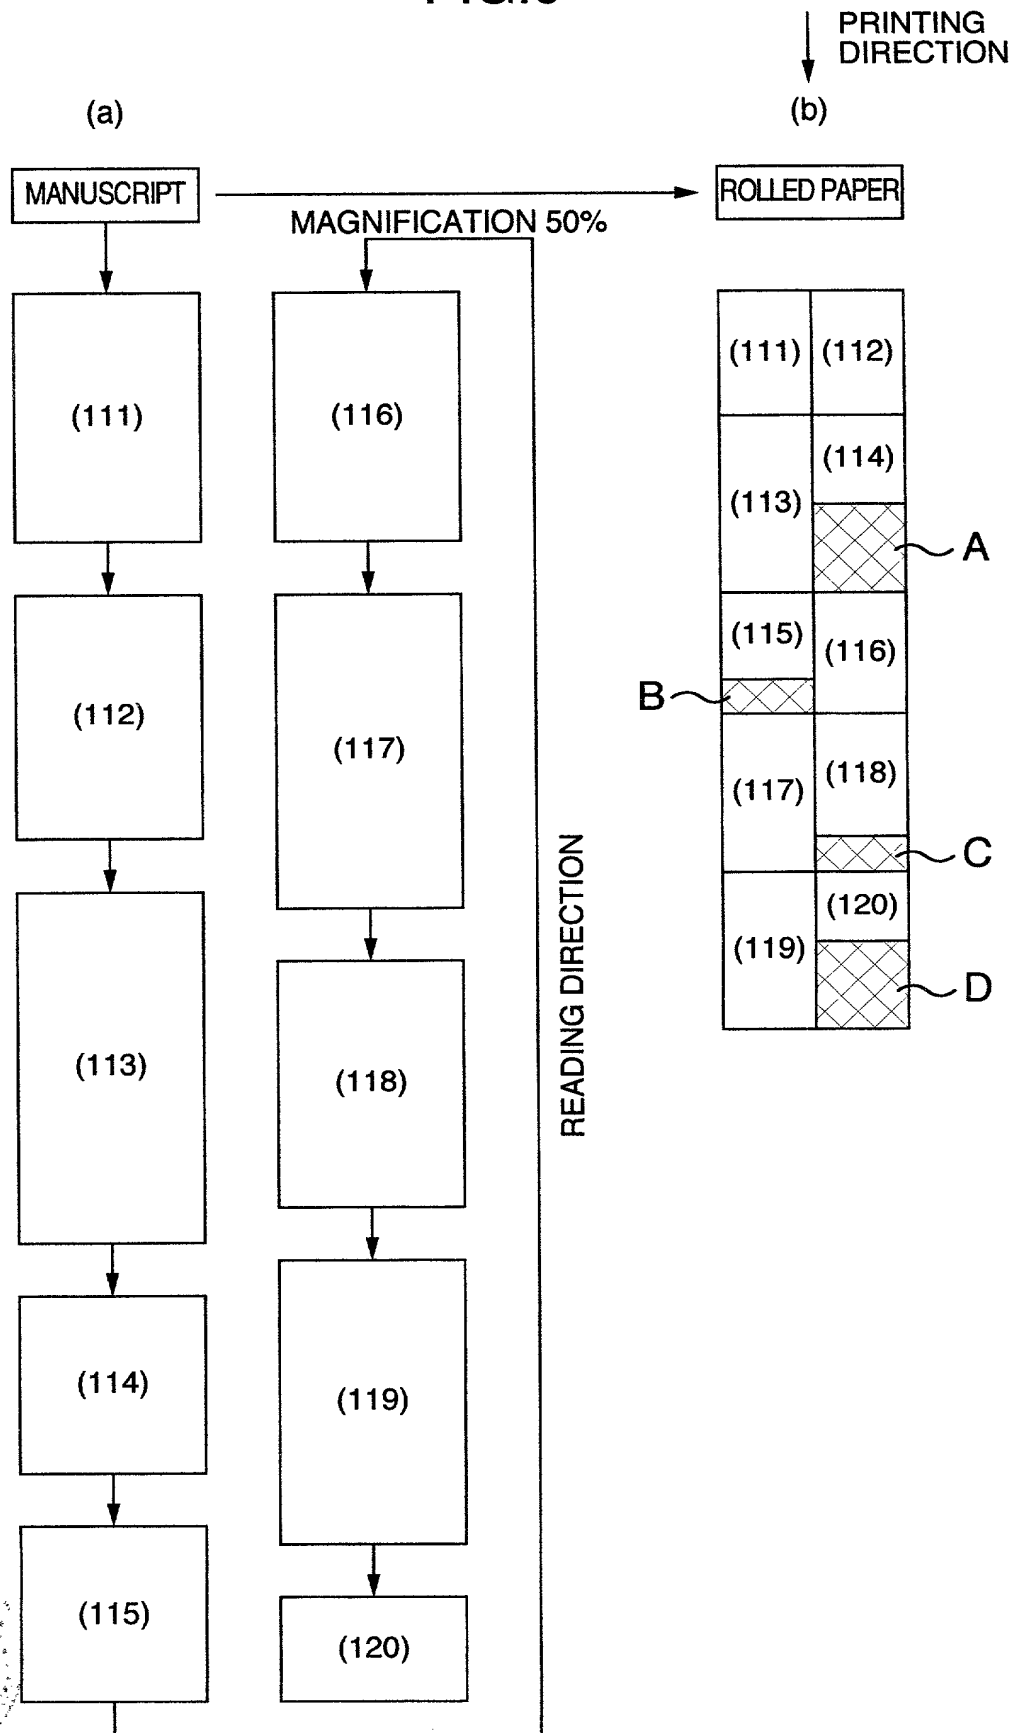 PRINTING
DIRECTION
(a)
(b)
MANUSCRIPT
ROLLED PAPER
MAGNIFICATION 50%
(111)
(112)
(113)
(114)
(115)
(116)
(117)
(118)
(119)
(120)
READING DIRECTION
(111)
(112)
(113)
(114)
A
(115)
(116)
B
(117)
(118)
C
(119)
(120)
D